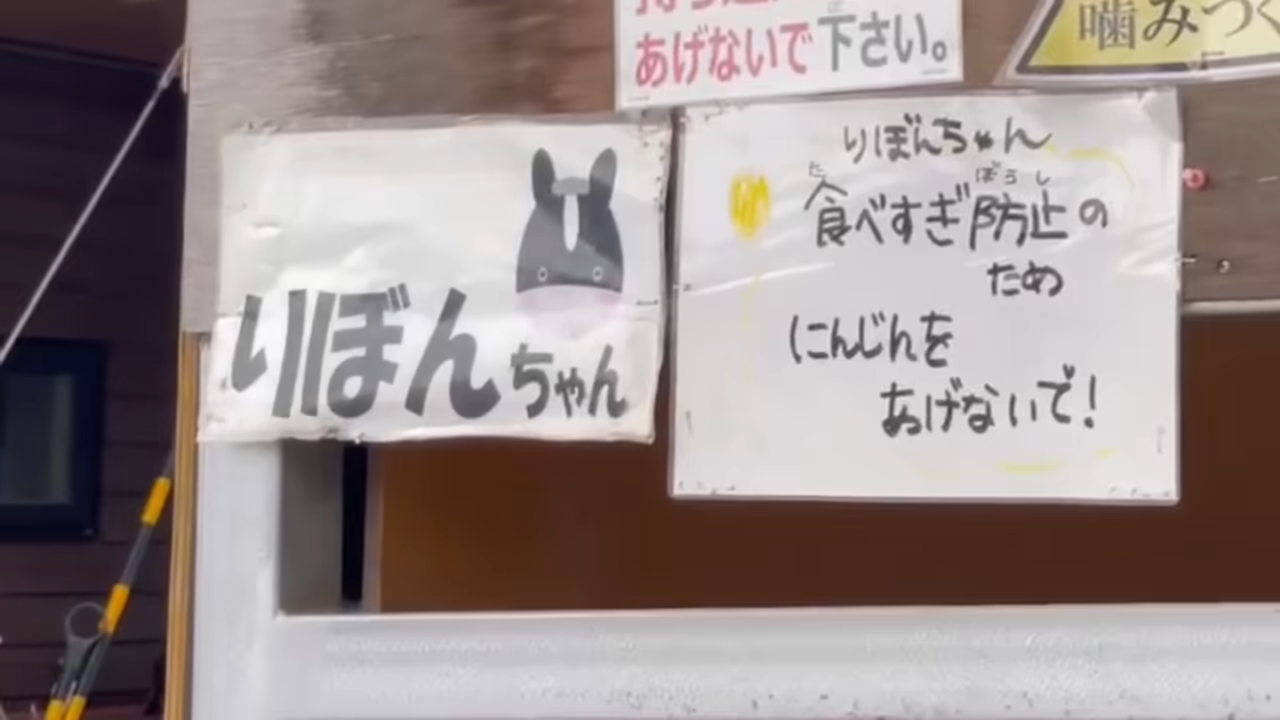 あげないで下さい。
噛みつ
りぼんちゃん
りぼんちゃん
食べすぎ防止の
ため
にんじんを
あげないで!